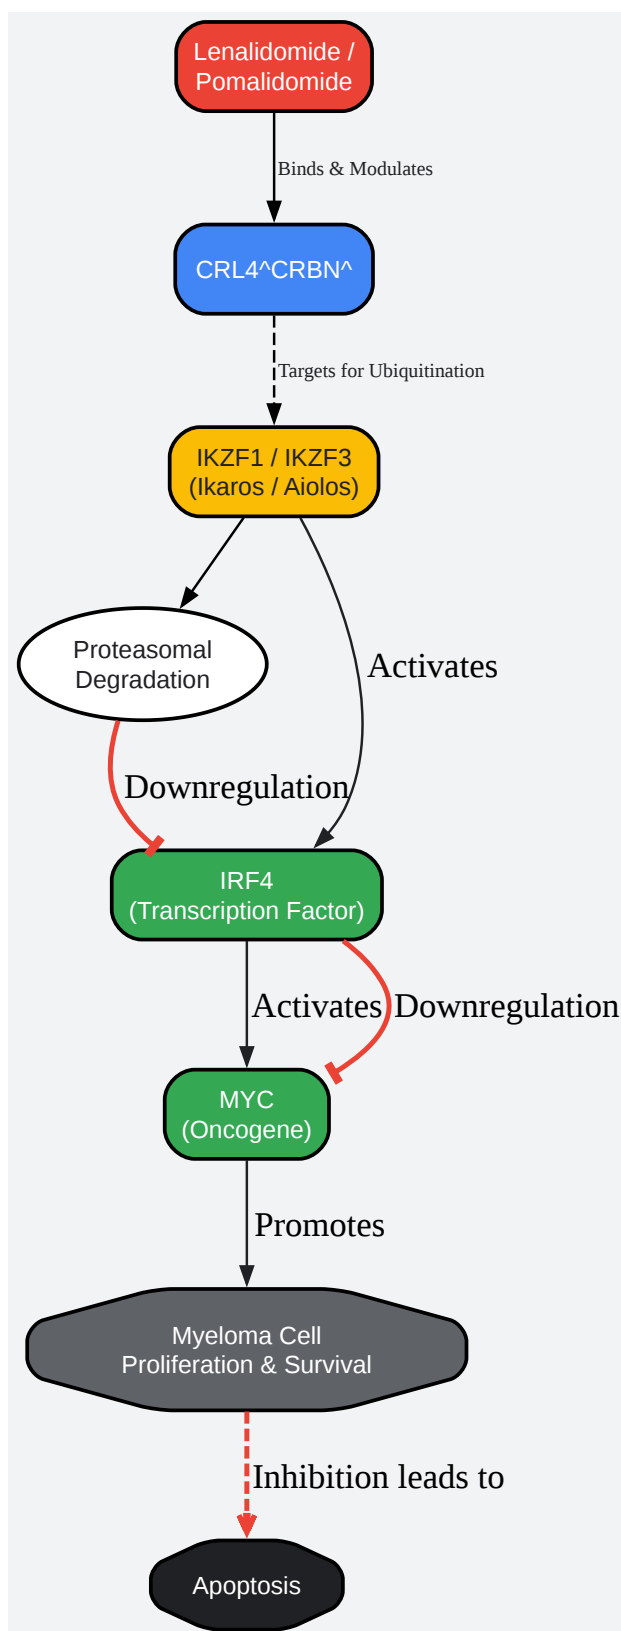 Lenalidomide /
Pomalidomide
Binds & Modulates
CRL4^CRBN^
Targets for Ubiquitination
IKZF1 / IKZF3
(Ikaros / Aiolos)
Proteasomal
Degradation
Activates
Downregulation
IRF4
(Transcription Factor)
Activates
Downregulation
MYC
(Oncogene)
Promotes
Myeloma Cell
Proliferation & Survival
Inhibition leads to
Apoptosis